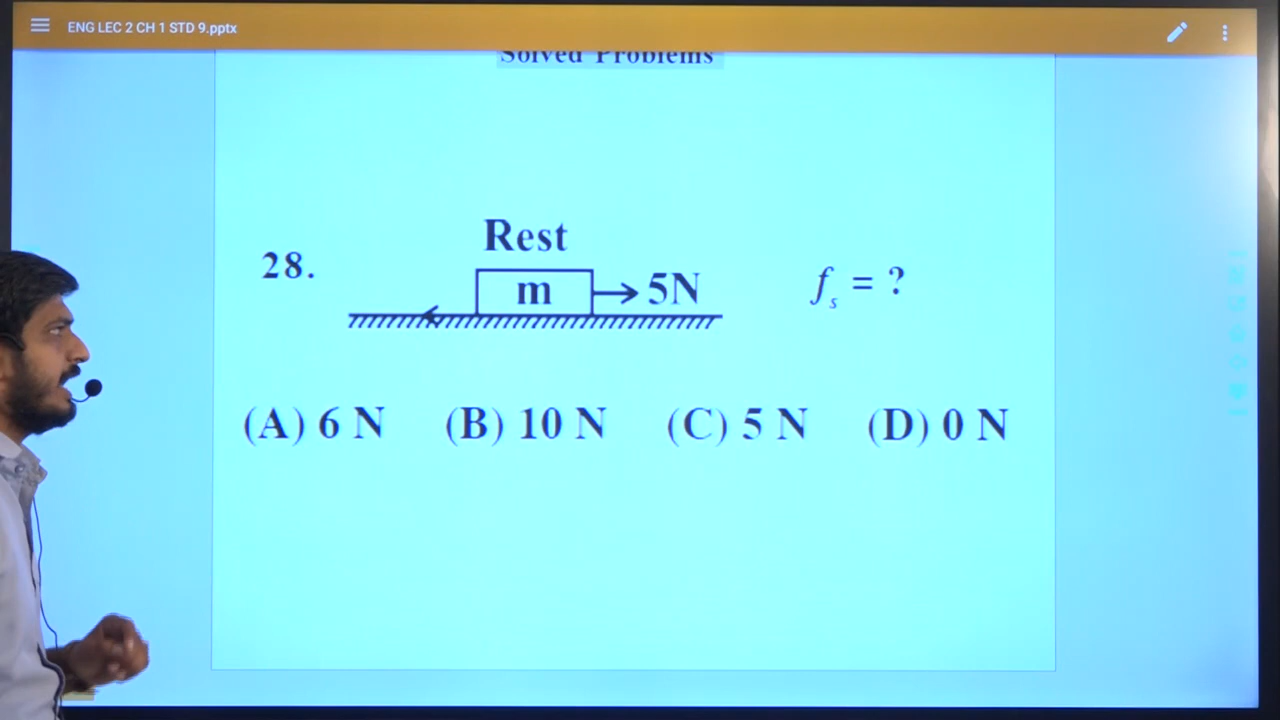 ENG LEC 2 CH 1 STD 9.pptx
Solved Problems
Rest
28.
m
5N
fₛ = ?
(A) 6 N (B) 10 N (C) 5 N (D) 0 N